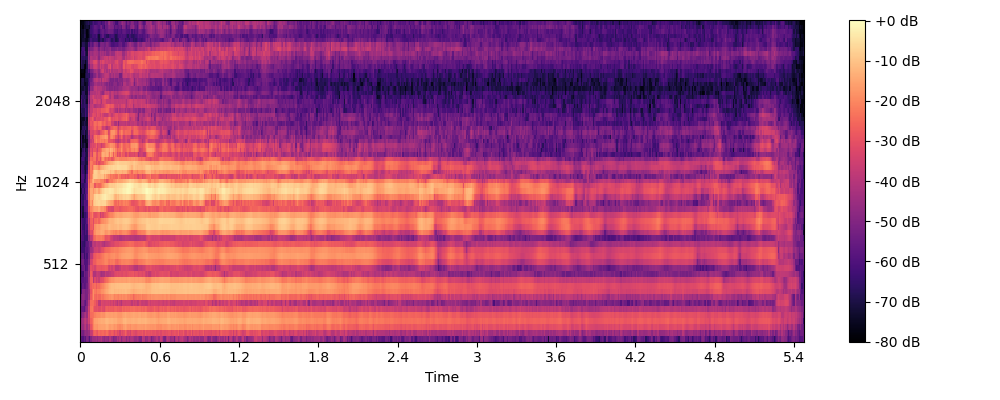 +0 dB
-10 dB
2048
-20 dB
-30 dB
Hz
1024
-40 dB
-50 dB
512
-60 dB
-70 dB
-80 dB
0 0.6 1.2 1.8 2.4 3 3.6 4.2 4.8 5.4
Time